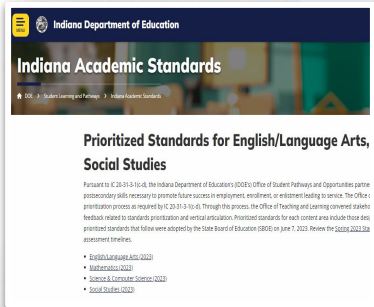 MENU
Indiana Department of Education
Indiana Academic Standards
DOE > Student Learning and Pathways > Indiana Academic Standards
Prioritized Standards for English/Language Arts,
Social Studies
Pursuant to IC 20-31-3-1(c-d), the Indiana Department of Education's (IDOE's) Office of Student Pathways and Opportunities partne
postsecondary skills necessary to promote future success in employment, enrollment, or enlistment leading to service. The Office o
prioritization process as required by IC 20-31-3-1(c-d). Through this process, the Office of Teaching and Learning convened stakeho
feedback related to standards prioritization and vertical articulation. Prioritized standards for each content area include those desi
prioritized standards that follow were adopted by the State Board of Education (SBOE) on June 7, 2023. Review the Spring 2023 Sta
assessment timelines.
English/Language Arts (2023)
Mathematics (2023)
Science & Computer Science (2023)
Social Studies (2023)